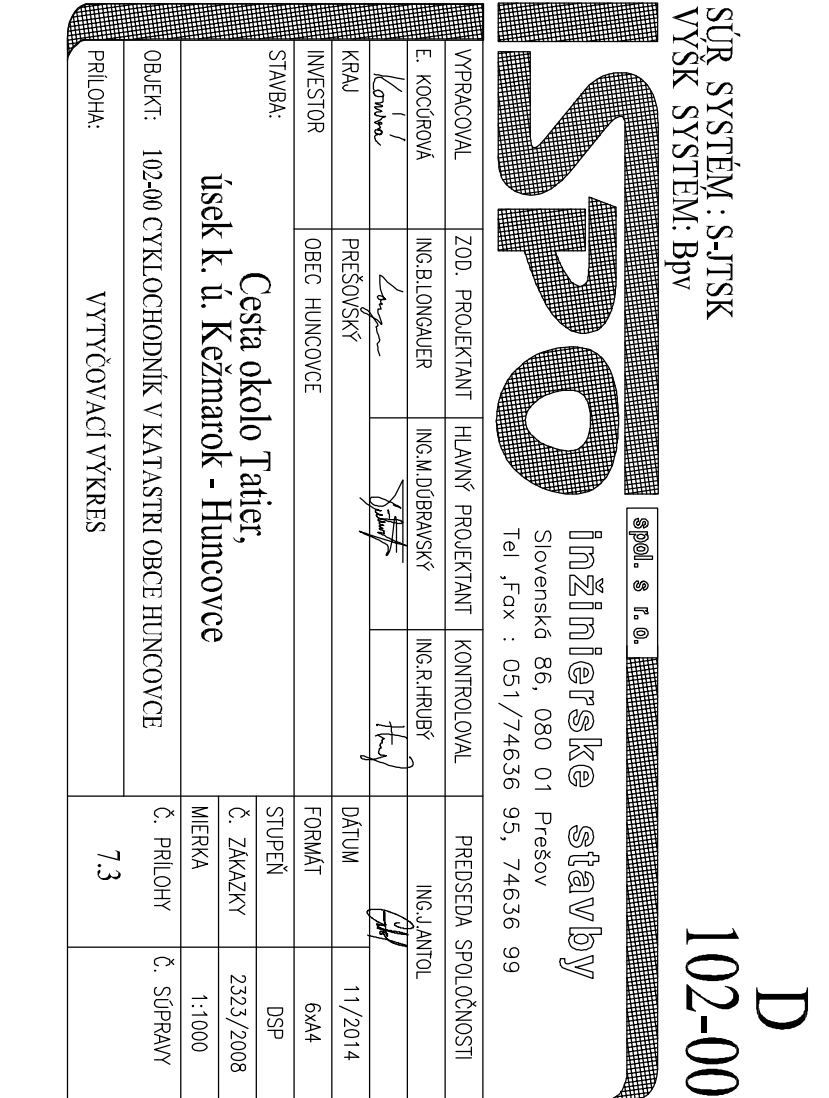 D
102-00
SÚR SYSTÉM : S-JTSK
VÝŠK SYSTÉM: Bpv
ISPO
spol. s r. o.
inžinierske stavby
Slovenská 86, 080 01 Prešov
Tel ,Fax : 051/74636 95, 74636 99
VYPRACOVAL ZOD. PROJEKTANT HLAVNÝ PROJEKTANT KONTROLOVAL PREDSEDA SPOLOČNOSTI
E. KOCÚROVÁ ING.B.LONGAUER ING.M.DÚBRAVSKÝ ING.R.HRUBÝ ING.J.ANTOL
KRAJ PREŠOVSKÝ DÁTUM 11/2014
INVESTOR OBEC HUNCOVCE FORMÁT 6xA4
STAVBA: STUPEŇ DSP
Cesta okolo Tatier, Č. ZÁKAZKY 2323/2008
úsek k. ú. Kežmarok - Huncovce MIERKA 1:1000
OBJEKT: 102-00 CYKLOCHODNÍK V KATASTRI OBCE HUNCOVCE Č. PRÍLOHY Č. SÚPRAVY
PRÍLOHA: VYTYČOVACÍ VÝKRES 7.3